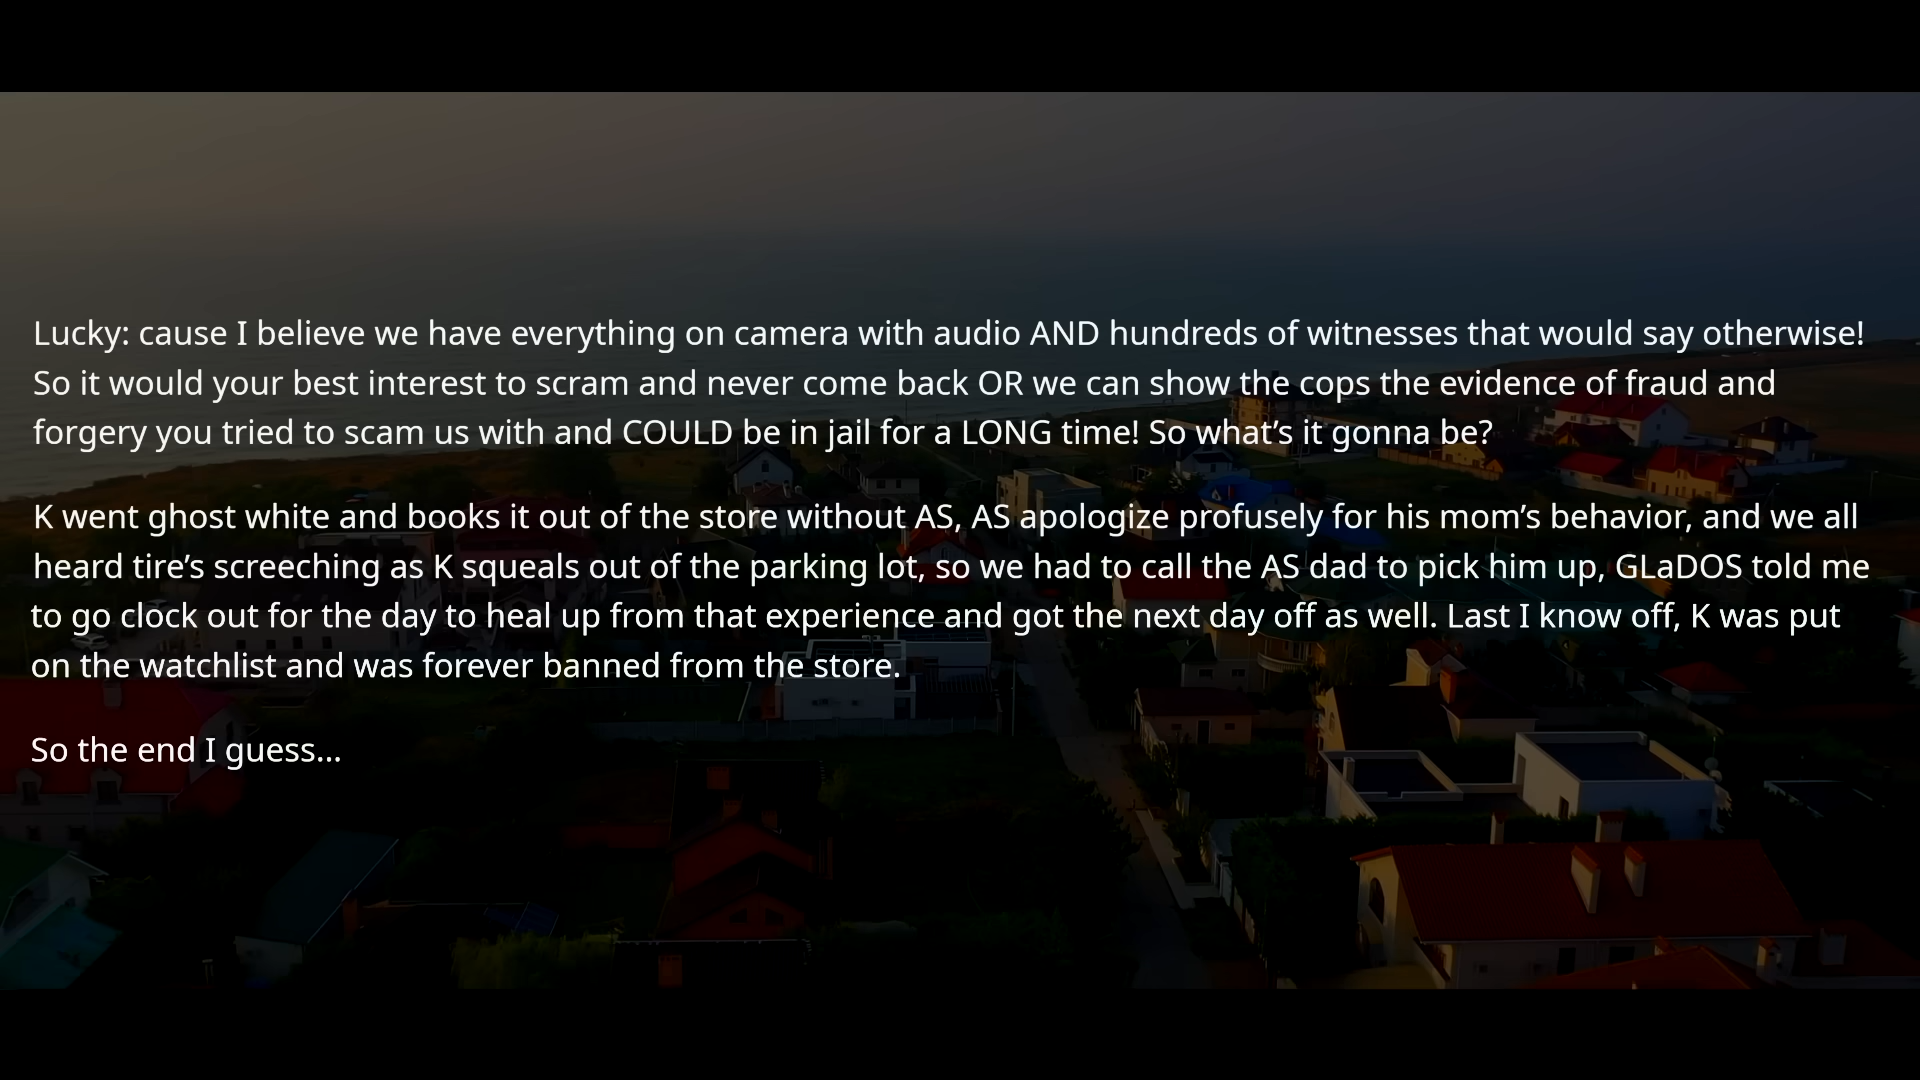 Lucky: cause I believe we have everything on camera with audio AND hundreds of witnesses that would say otherwise!
So it would your best interest to scram and never come back OR we can show the cops the evidence of fraud and
forgery you tried to scam us with and COULD be in jail for a LONG time! So what’s it gonna be?
K went ghost white and books it out of the store without AS, AS apologize profusely for his mom’s behavior, and we all
heard tire’s screeching as K squeals out of the parking lot, so we had to call the AS dad to pick him up, GLaDOS told me
to go clock out for the day to heal up from that experience and got the next day off as well. Last I know off, K was put
on the watchlist and was forever banned from the store.
So the end I guess...